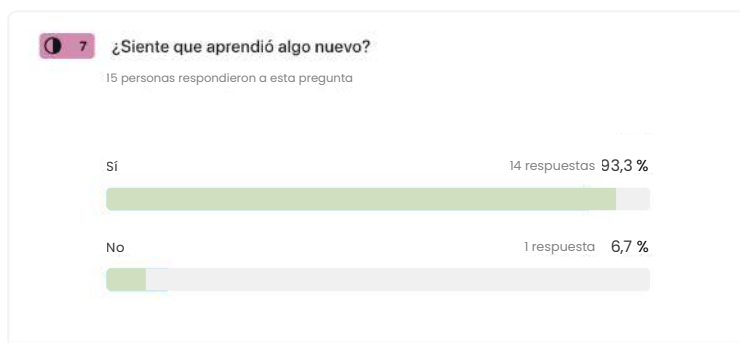 7 ¿Siente que aprendió algo nuevo?
15 personas respondieron a esta pregunta
Sí 14 respuestas 93,3 %
No 1 respuesta 6,7 %